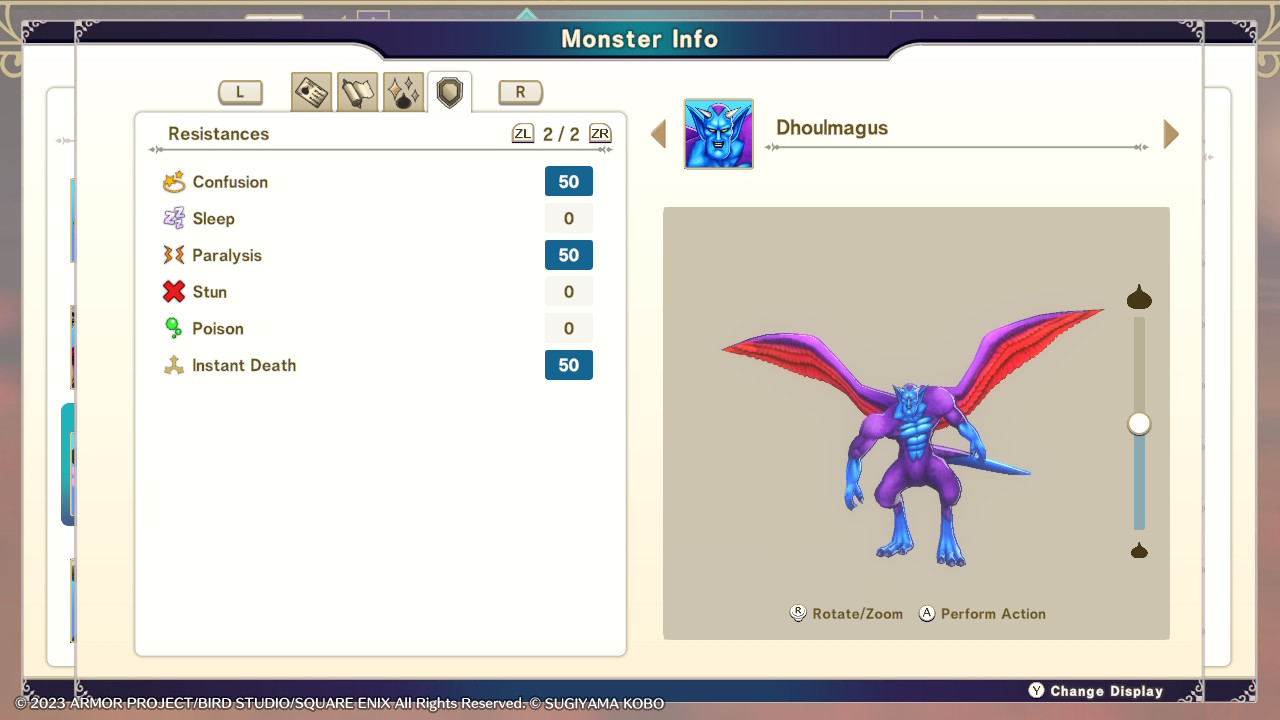 Monster Info
L
R
Resistances
ZL 2 / 2 ZR
Confusion 50
Sleep 0
Paralysis 50
Stun 0
Poison 0
Instant Death 50
Dhoulmagus
R Rotate/Zoom A Perform Action
Y Change Display
© 2023 ARMOR PROJECT/BIRD STUDIO/SQUARE ENIX All Rights Reserved. © SUGIYAMA KOBO